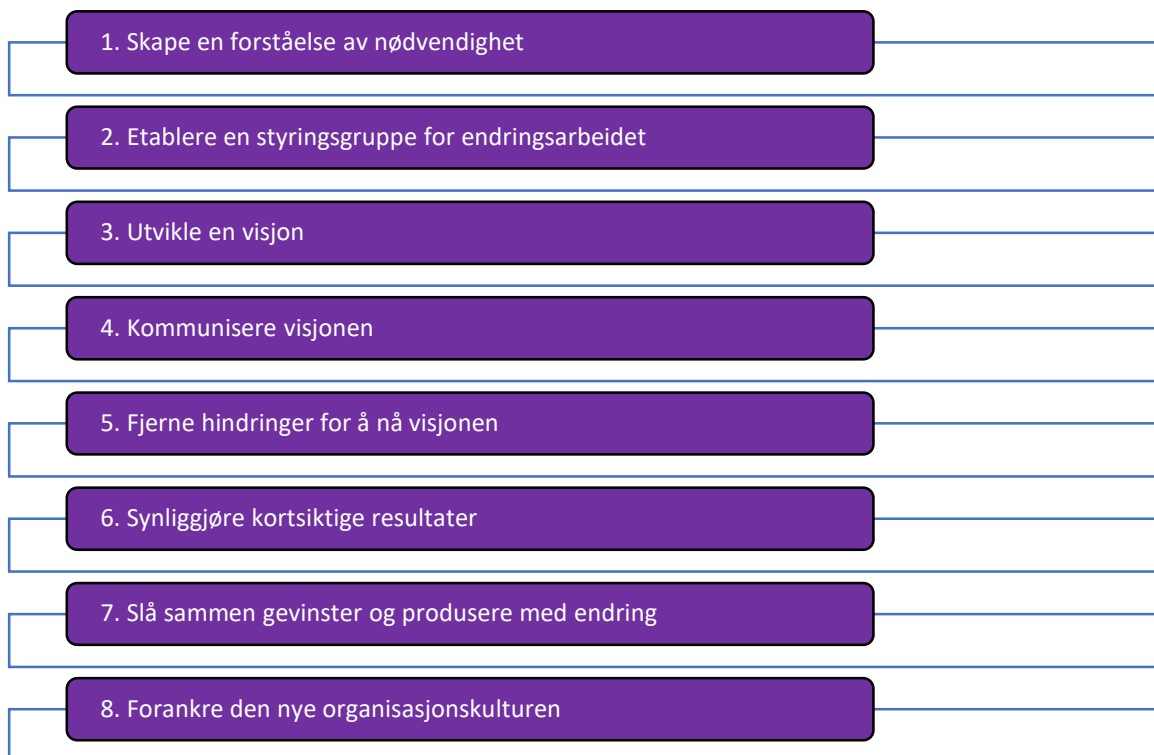 1. Skape en forståelse av nødvendighet
2. Etablere en styringsgruppe for endringsarbeidet
3. Utvikle en visjon
4. Kommunisere visjonen
5. Fjerne hindringer for å nå visjonen
6. Synliggjøre kortsiktige resultater
7. Slå sammen gevinster og produsere med endring
8. Forankre den nye organisasjonskulturen